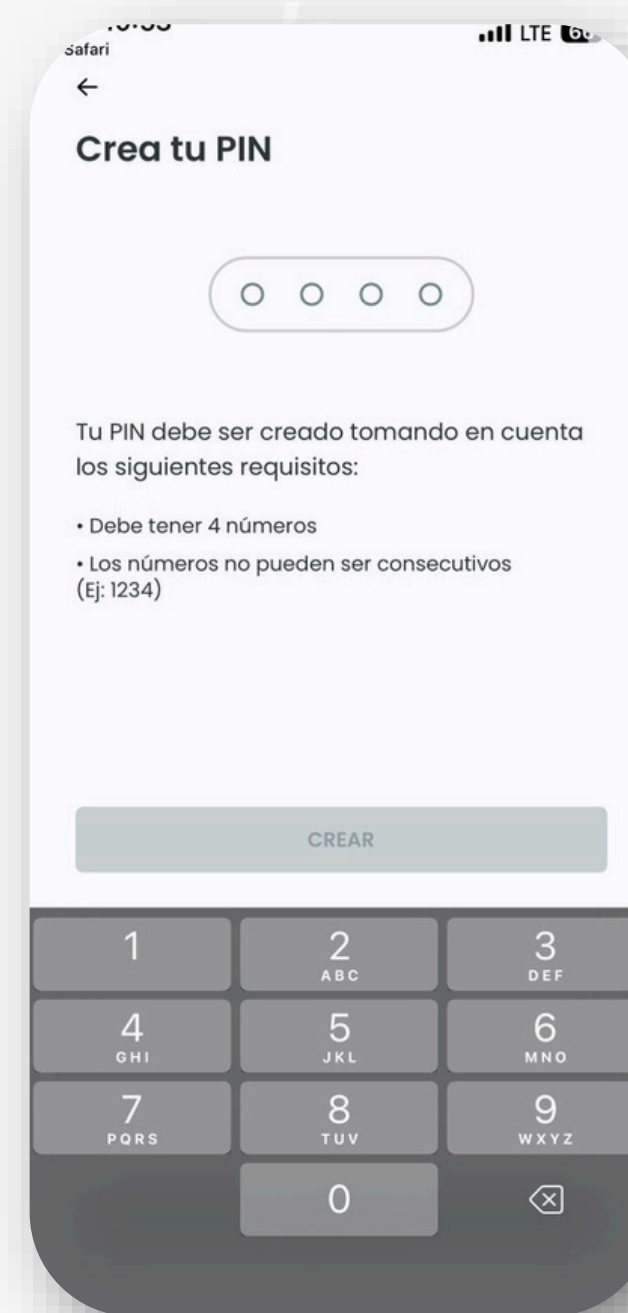 Safari
LTE
←
Crea tu PIN
Tu PIN debe ser creado tomando en cuenta
los siguientes requisitos:
• Debe tener 4 números
• Los números no pueden ser consecutivos
(Ej: 1234)
CREAR
1 2 3
ABC DEF
4 5 6
GHI JKL MNO
7 8 9
PQRS TUV WXYZ
0